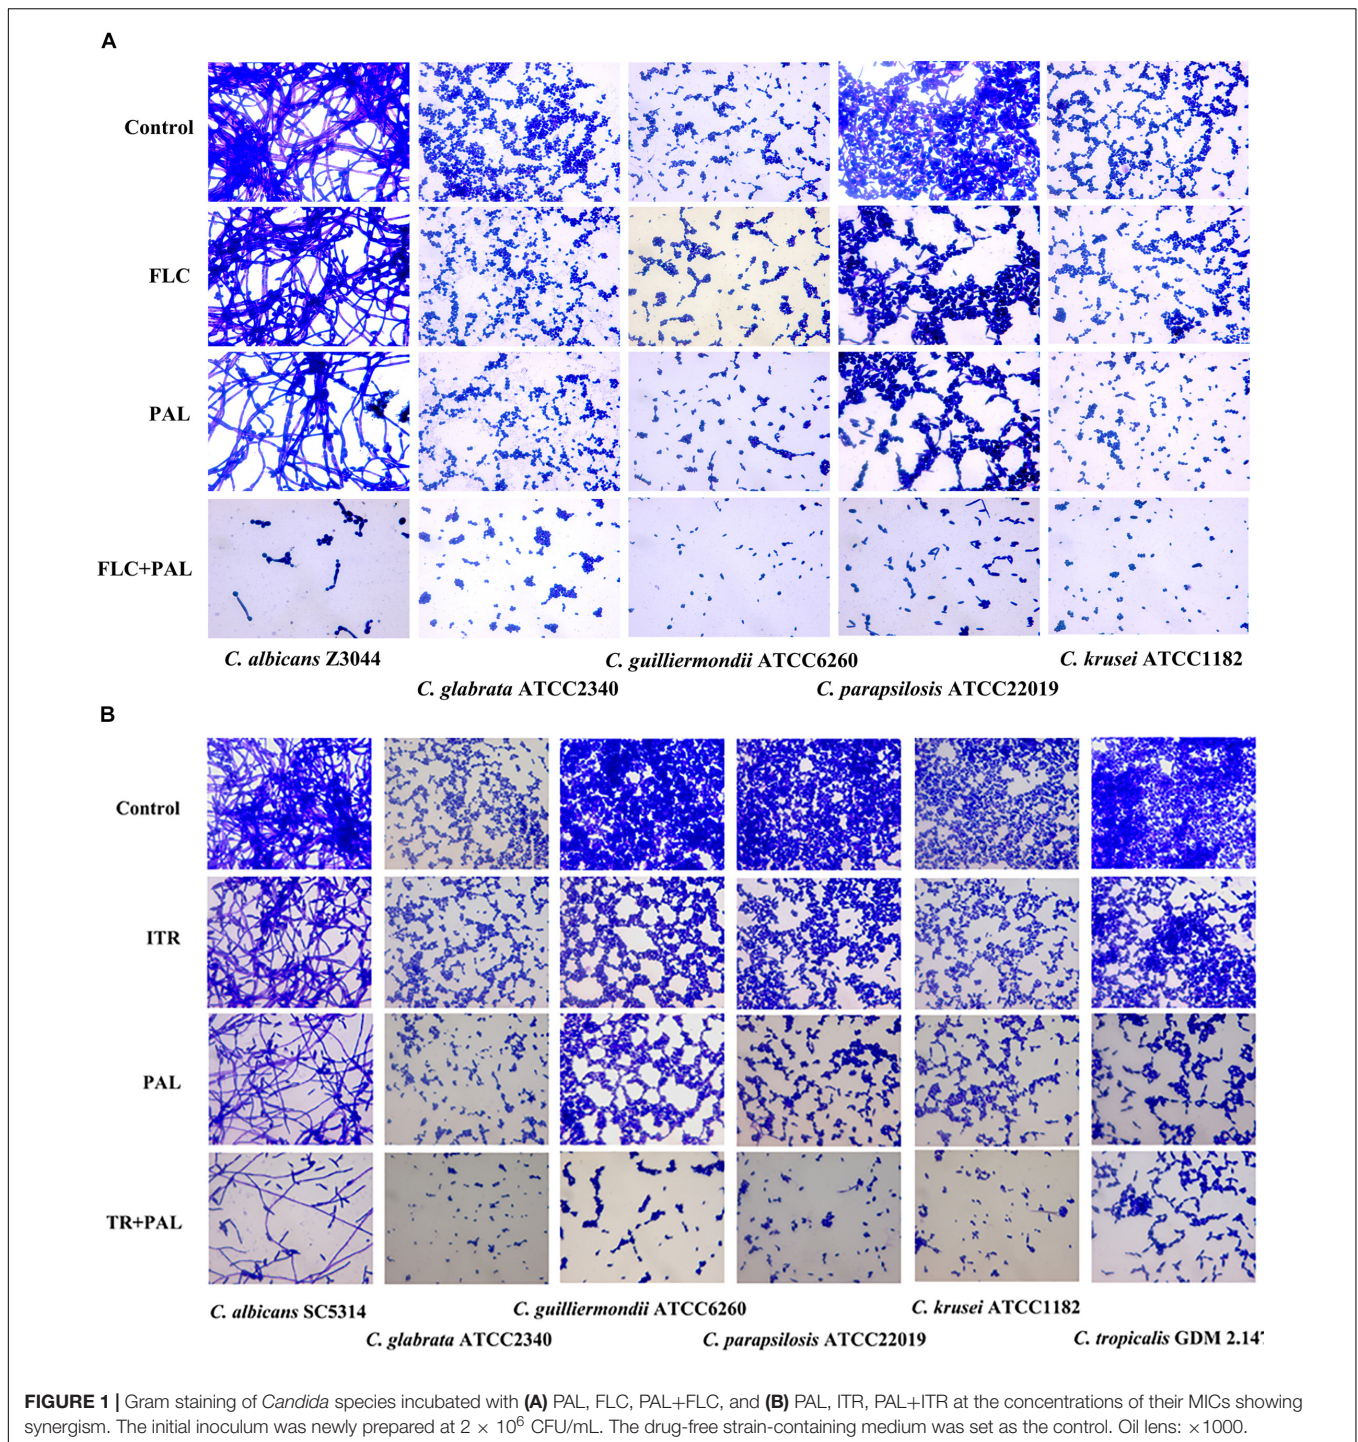 A
Control
FLC
PAL
FLC+PAL
C. albicans Z3044
C. guilliermondii ATCC6260
C. krusei ATCC1182
C. glabrata ATCC2340
C. parapsilosis ATCC22019
B
Control
ITR
PAL
TR+PAL
C. albicans SC5314
C. guilliermondii ATCC6260
C. krusei ATCC1182
C. glabrata ATCC2340
C. parapsilosis ATCC22019
C. tropicalis GDM 2.147
FIGURE 1 | Gram staining of Candida species incubated with (A) PAL, FLC, PAL+FLC, and (B) PAL, ITR, PAL+ITR at the concentrations of their MICs showing
synergism. The initial inoculum was newly prepared at 2 × 10⁶ CFU/mL. The drug-free strain-containing medium was set as the control. Oil lens: ×1000.